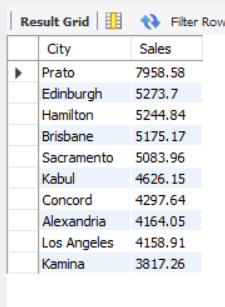 Result Grid Filter Row
City Sales
Prato 7958.58
Edinburgh 5273.7
Hamilton 5244.84
Brisbane 5175.17
Sacramento 5083.96
Kabul 4626.15
Concord 4297.64
Alexandria 4164.05
Los Angeles 4158.91
Kamina 3817.26